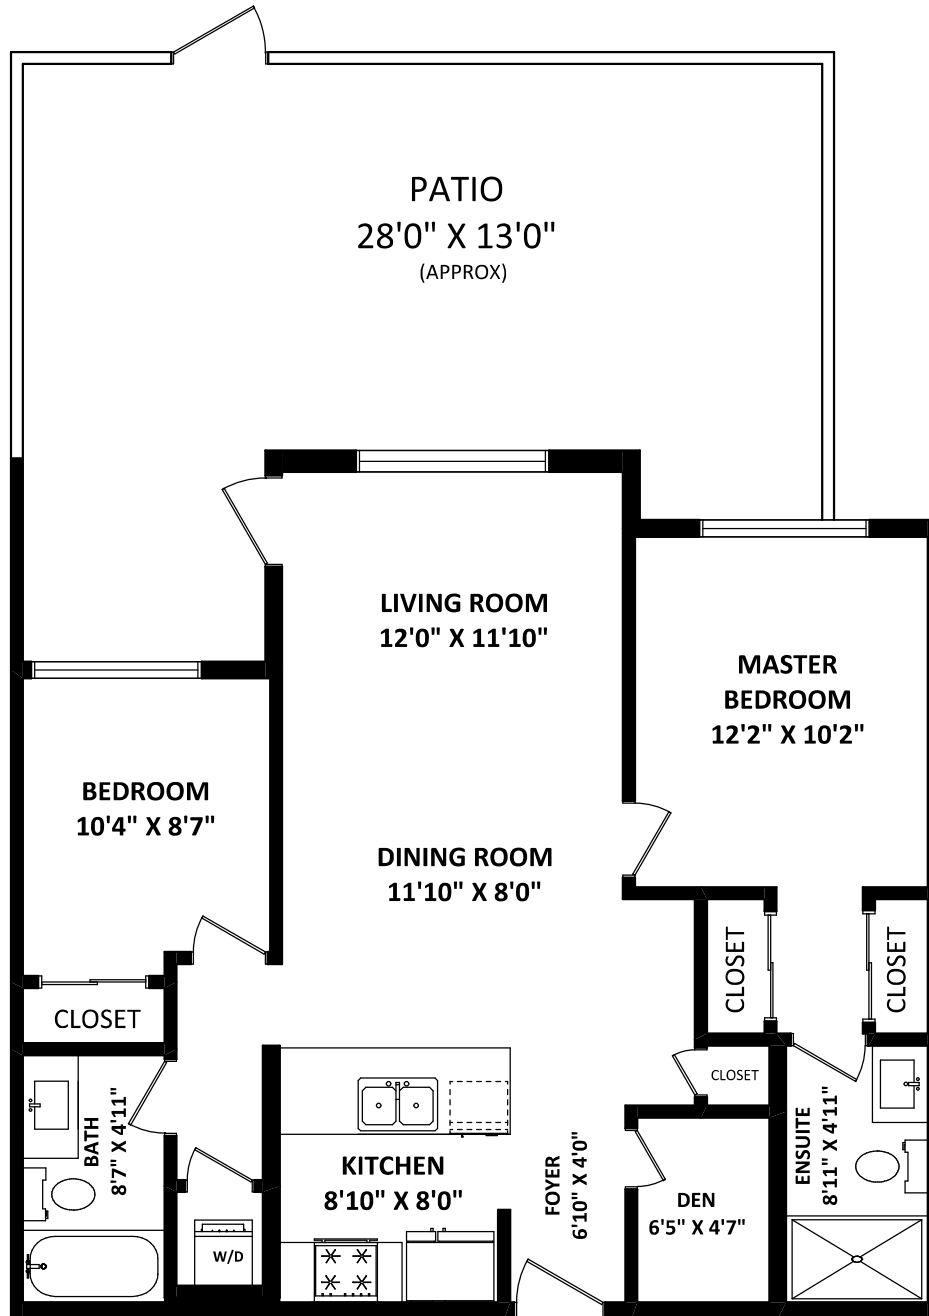 PATIO
28'0" X 13'0"
(APPROX)
LIVING ROOM
12'0" X 11'10"
MASTER
BEDROOM
12'2" X 10'2"
BEDROOM
10'4" X 8'7"
DINING ROOM
11'10" X 8'0"
CLOSET
CLOSET
CLOSET
CLOSET
BATH
8'7" X 4'11"
KITCHEN
8'10" X 8'0"
FOYER
6'10" X 4'0"
DEN
6'5" X 4'7"
ENSUITE
8'11" X 4'11"
W/D